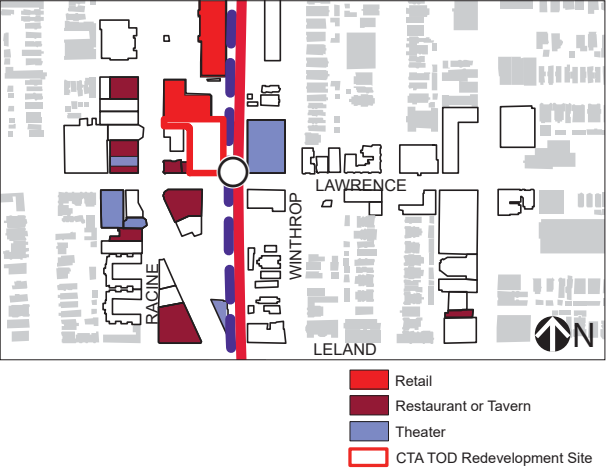 LAWRENCE
WINTHROP
RACINE
N
LELAND
Retail
Restaurant or Tavern
Theater
CTA TOD Redevelopment Site